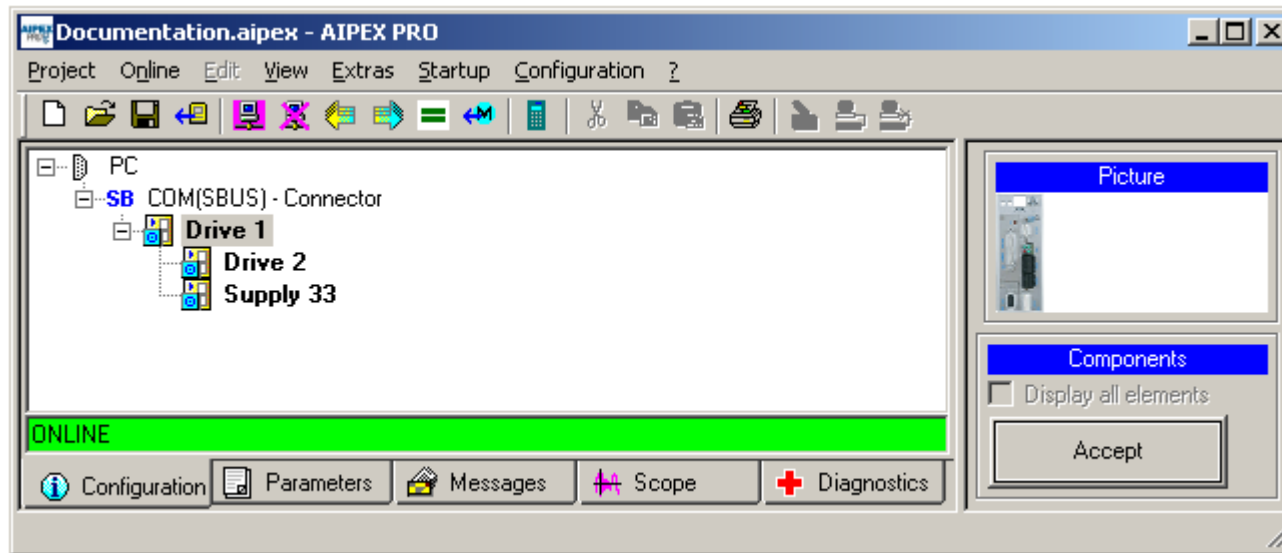 Documentation.aipex - AIPEX PRO
Project Online Edit View Extras Startup Configuration ?
PC
SB COM(SBUS) - Connector
Drive 1
Drive 2
Supply 33
ONLINE
Configuration Parameters Messages Scope Diagnostics
Picture
Components
Display all elements
Accept